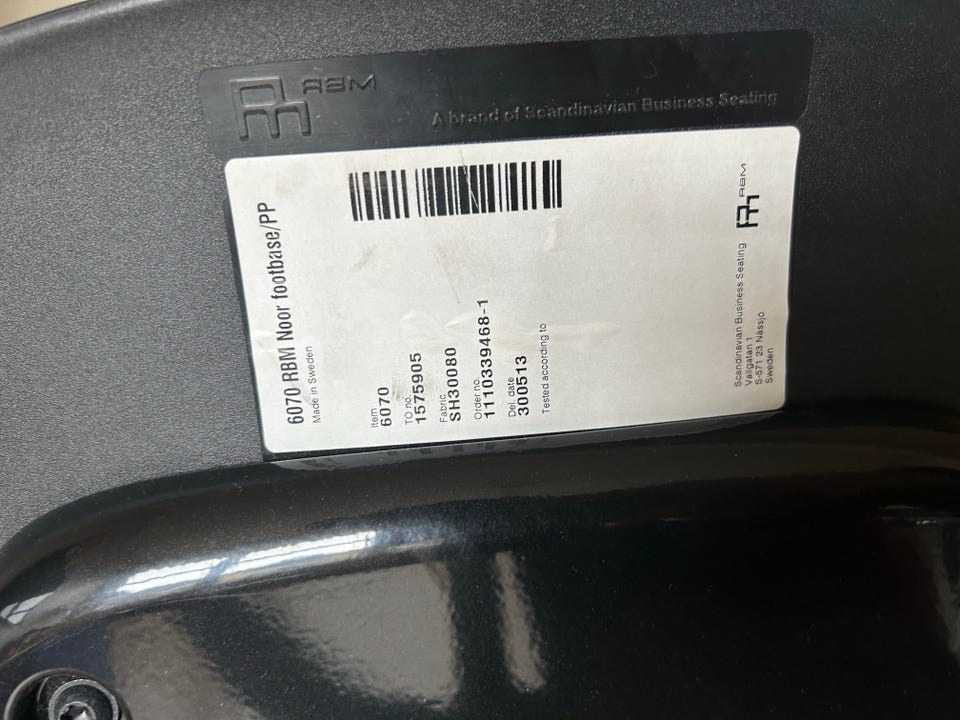 RBM
A brand of Scandinavian Business Seating
6070 RBM Noor footbase/PP
Made in Sweden
Item
6070
TO no.
1575905
Fabric
SH30080
Order no.
1110339468-1
Del. date
300513
Tested according to
RBM
Scandinavian Business Seating
Vallgatan 1
S-571 23 Nässjö
Sweden